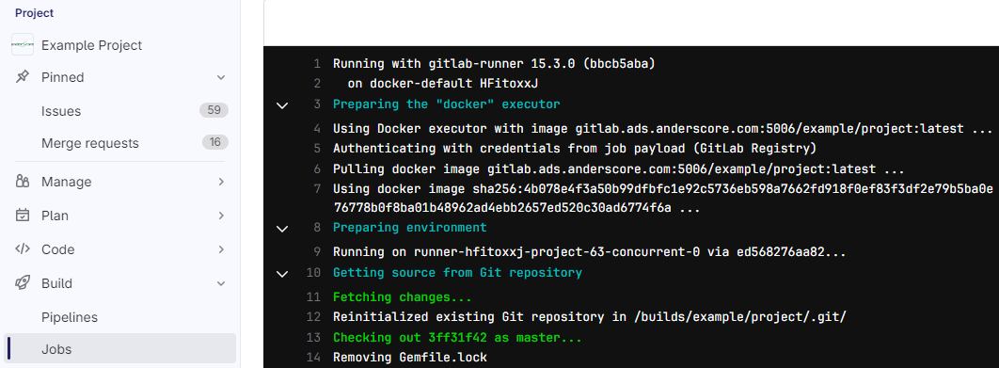 Project
Example Project
Pinned
Issues 59
Merge requests 16
Manage
Plan
Code
Build
Pipelines
Jobs
1 Running with gitlab-runner 15.3.0 (bbcb5aba)
2 on docker-default HFitoxxJ
3 Preparing the "docker" executor
4 Using Docker executor with image gitlab.ads.anderscore.com:5006/example/project:latest ...
5 Authenticating with credentials from job payload (GitLab Registry)
6 Pulling docker image gitlab.ads.anderscore.com:5006/example/project:latest ...
7 Using docker image sha256:4b078e4f3a50b99dfbfc1e92c5736eb598a7662fd918f0ef83f3df2e79b5ba0e
76778b0f8ba01b48962ad4ebb2657ed520c30ad6774f6a ...
8 Preparing environment
9 Running on runner-hfitoxxj-project-63-concurrent-0 via ed568276aa82...
10 Getting source from Git repository
11 Fetching changes...
12 Reinitialized existing Git repository in /builds/example/project/.git/
13 Checking out 3ff31f42 as master...
14 Removing Gemfile.lock